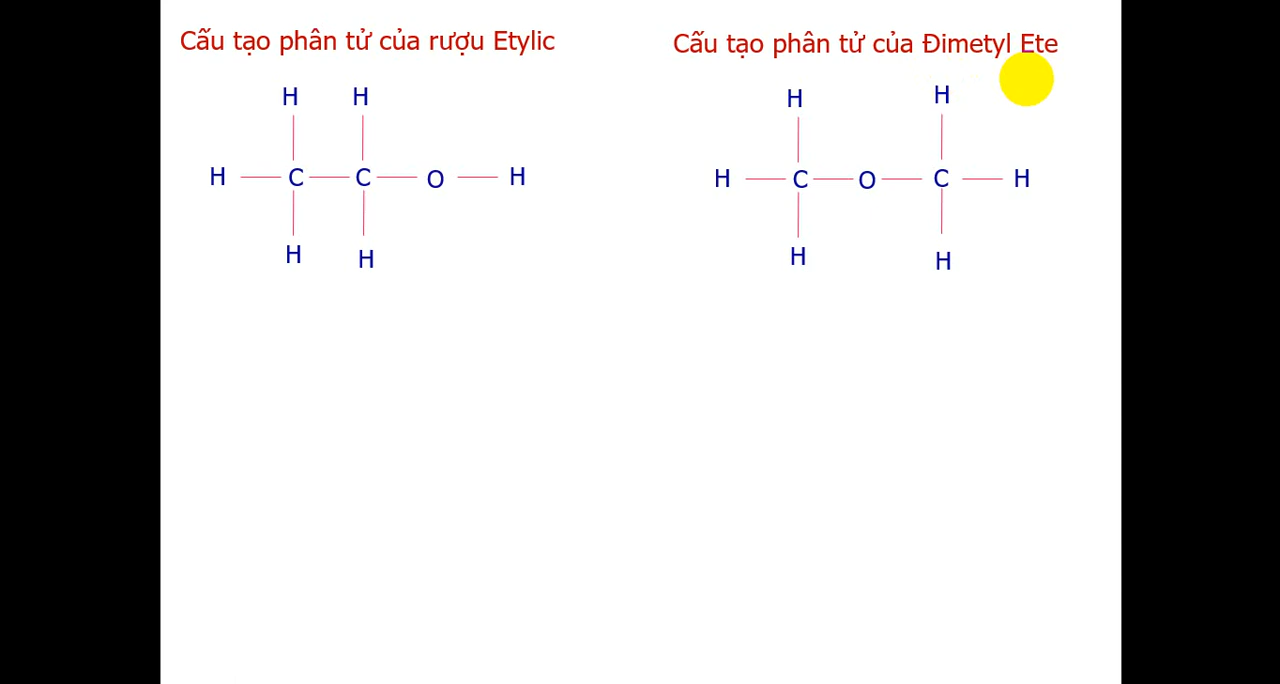 Cấu tạo phân tử của rượu Etylic
H H
H C C O H
H H
Cấu tạo phân tử của Đimetyl Ete
H H
H C O C H
H H